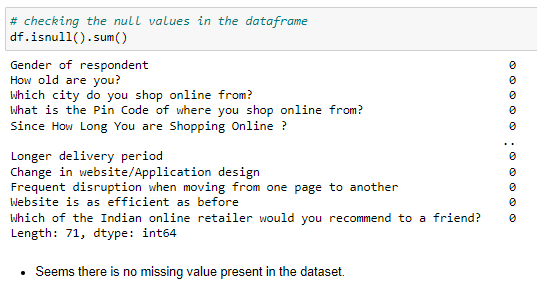 # checking the null values in the dataframe
df.isnull().sum()
Gender of respondent 0
How old are you? 0
Which city do you shop online from? 0
What is the Pin Code of where you shop online from? 0
Since How Long You are Shopping Online ? 0
..
Longer delivery period 0
Change in website/Application design 0
Frequent disruption when moving from one page to another 0
Website is as efficient as before 0
Which of the Indian online retailer would you recommend to a friend? 0
Length: 71, dtype: int64
• Seems there is no missing value present in the dataset.